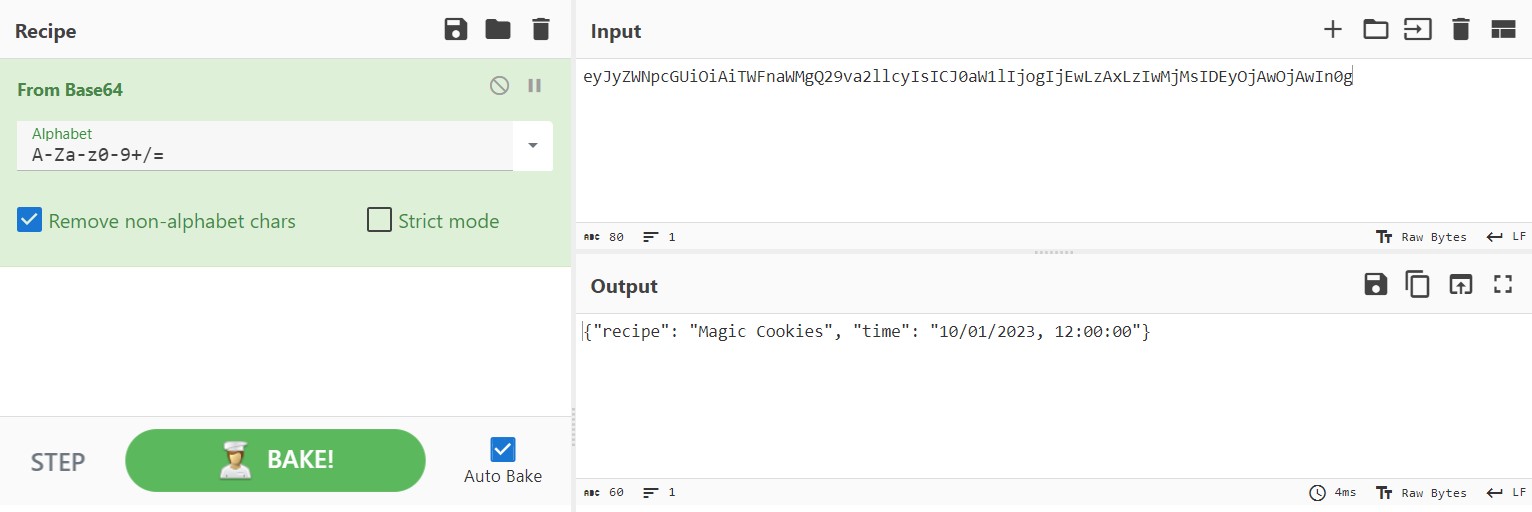 Recipe
From Base64
Alphabet
A-Za-z0-9+/=
Remove non-alphabet chars
Strict mode
STEP
BAKE!
Auto Bake
Input
eyJyZWNpcGUiOiAiTWFnaWMgQ29va2llcyIsICJ0aW1lIjogIjEwLzAxLzIwMjMsIDEyOjAwOjAwIn0g
ABC 80 1 Tт Raw Bytes LF
Output
{"recipe": "Magic Cookies", "time": "10/01/2023, 12:00:00"}
ABC 60 1 4ms Tт Raw Bytes LF